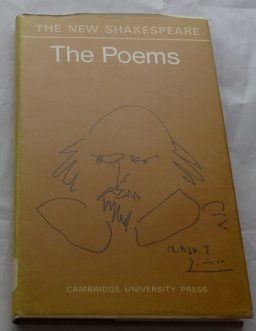 THE NEW SHAKESPEARE
The Poems
CAMBRIDGE UNIVERSITY PRESS